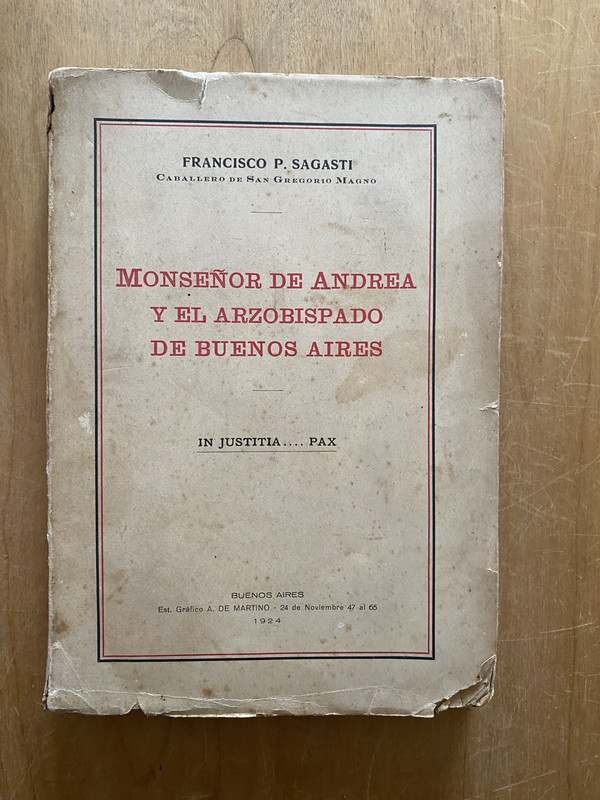 FRANCISCO P. SAGASTI
CABALLERO DE SAN GREGORIO MAGNO
MONSEÑOR DE ANDREA
Y EL ARZOBISPADO
DE BUENOS AIRES
IN JUSTITIA.... PAX
BUENOS AIRES
Est. Gráfico A. DE MARTINO - 24 de Noviembre 47 al 65
1924